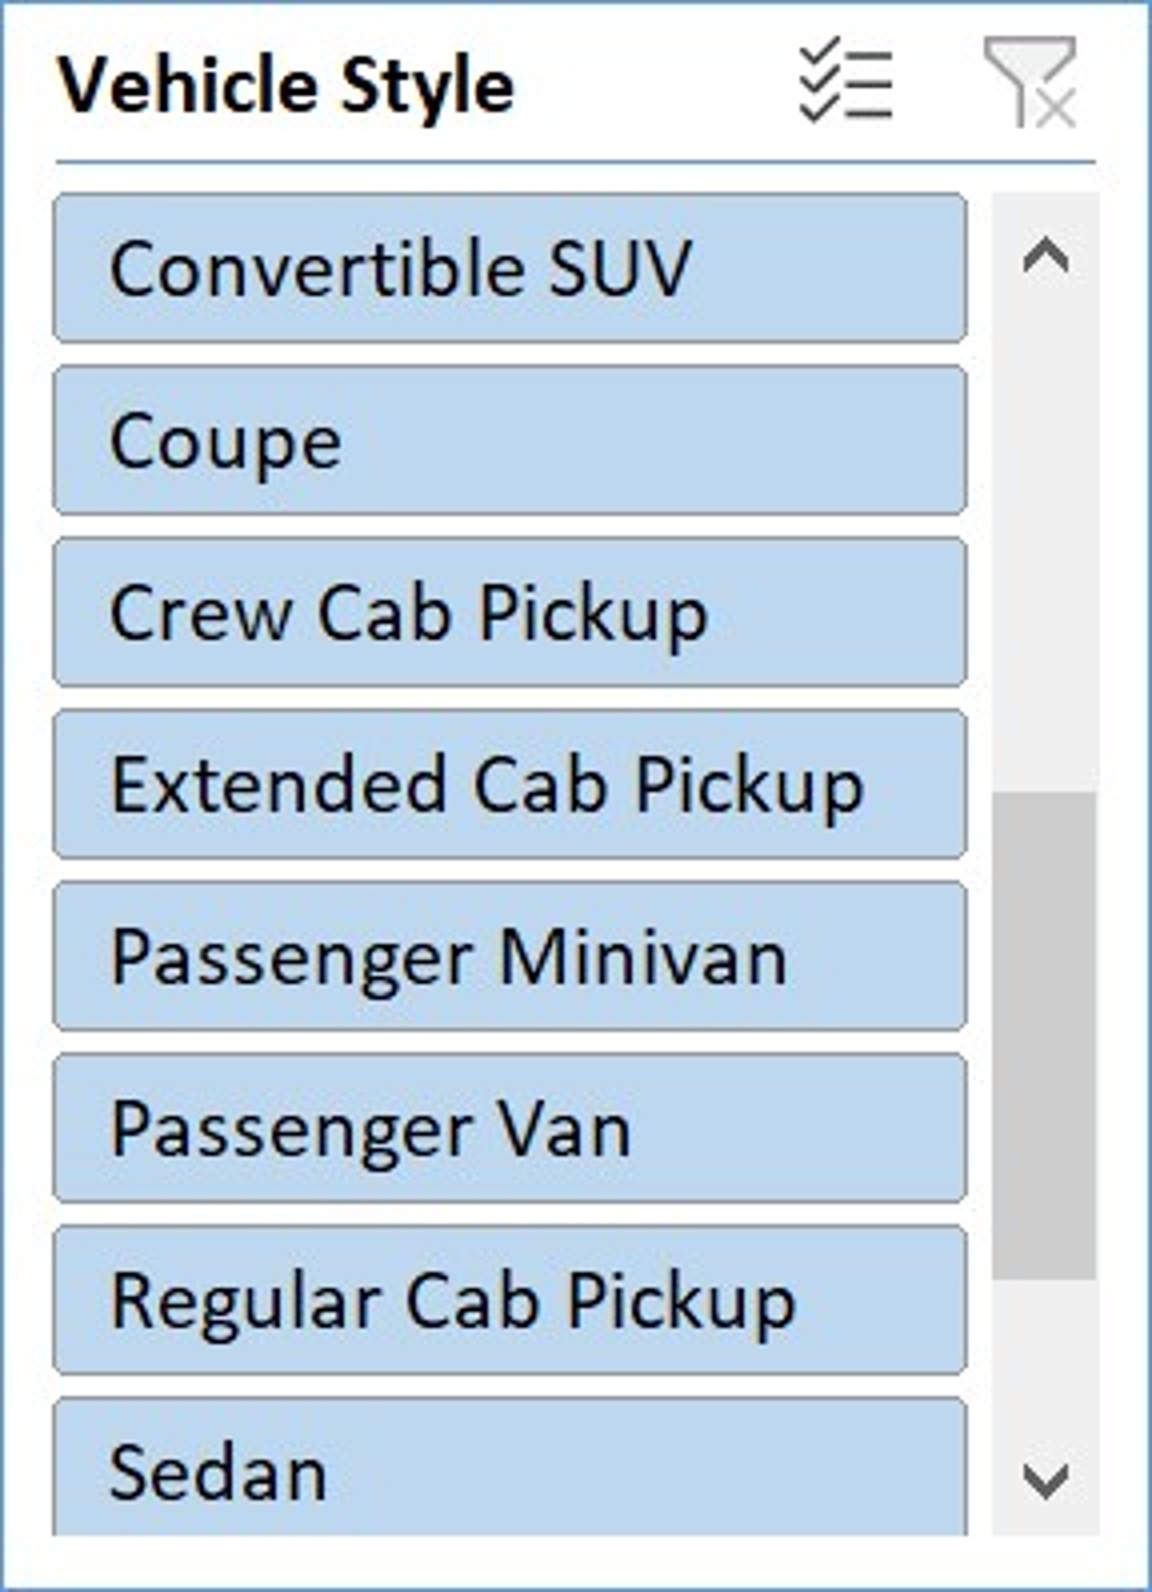 Vehicle Style
Convertible SUV
Coupe
Crew Cab Pickup
Extended Cab Pickup
Passenger Minivan
Passenger Van
Regular Cab Pickup
Sedan